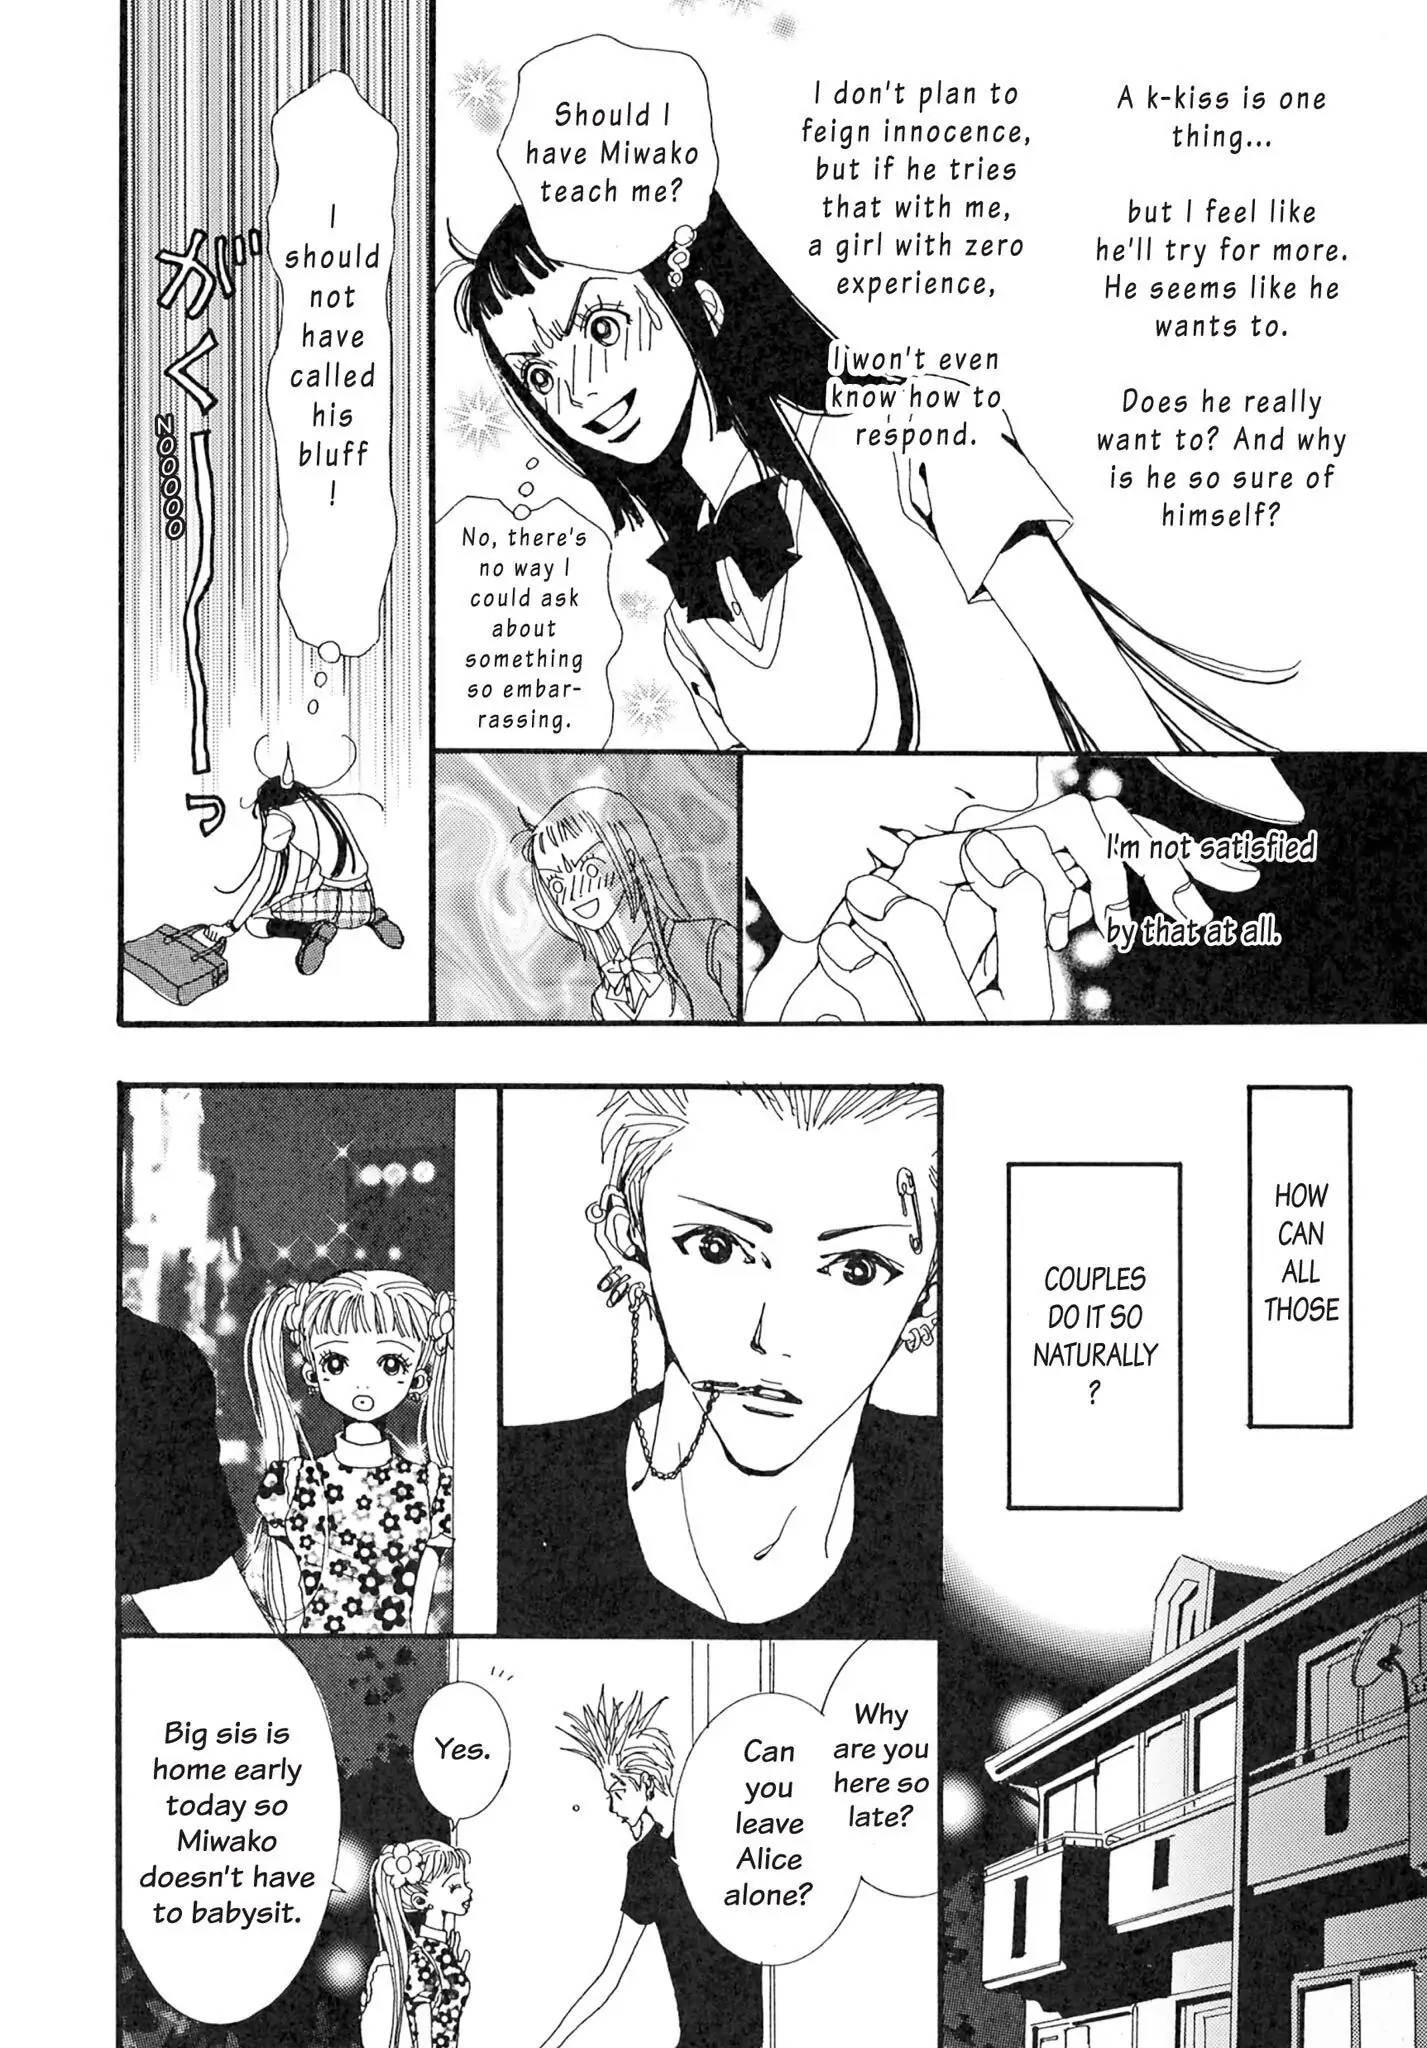 A k-kiss is one
thing...
but I feel like
he'll try for more.
He seems like he
wants to.
Does he really
want to? And why
is he so sure of
himself?
I don't plan to
feign innocence,
but if he tries
that with me,
a girl with zero
experience,
I won't even
know how to
respond.
Should I
have Miwako
teach me?
No, there's
no way I
could ask
about
something
so embar-
rassing.
I'm not satisfied
by that at all.
I
should
not
have
called
his
bluff
!
がくーっ
NOOOOO
HOW
CAN
ALL
THOSE
COUPLES
DO IT SO
NATURALLY
?
Why
are you
here so
late?
Can
you
leave
Alice
alone?
Yes.
Big sis is
home early
today so
Miwako
doesn't have
to babysit.